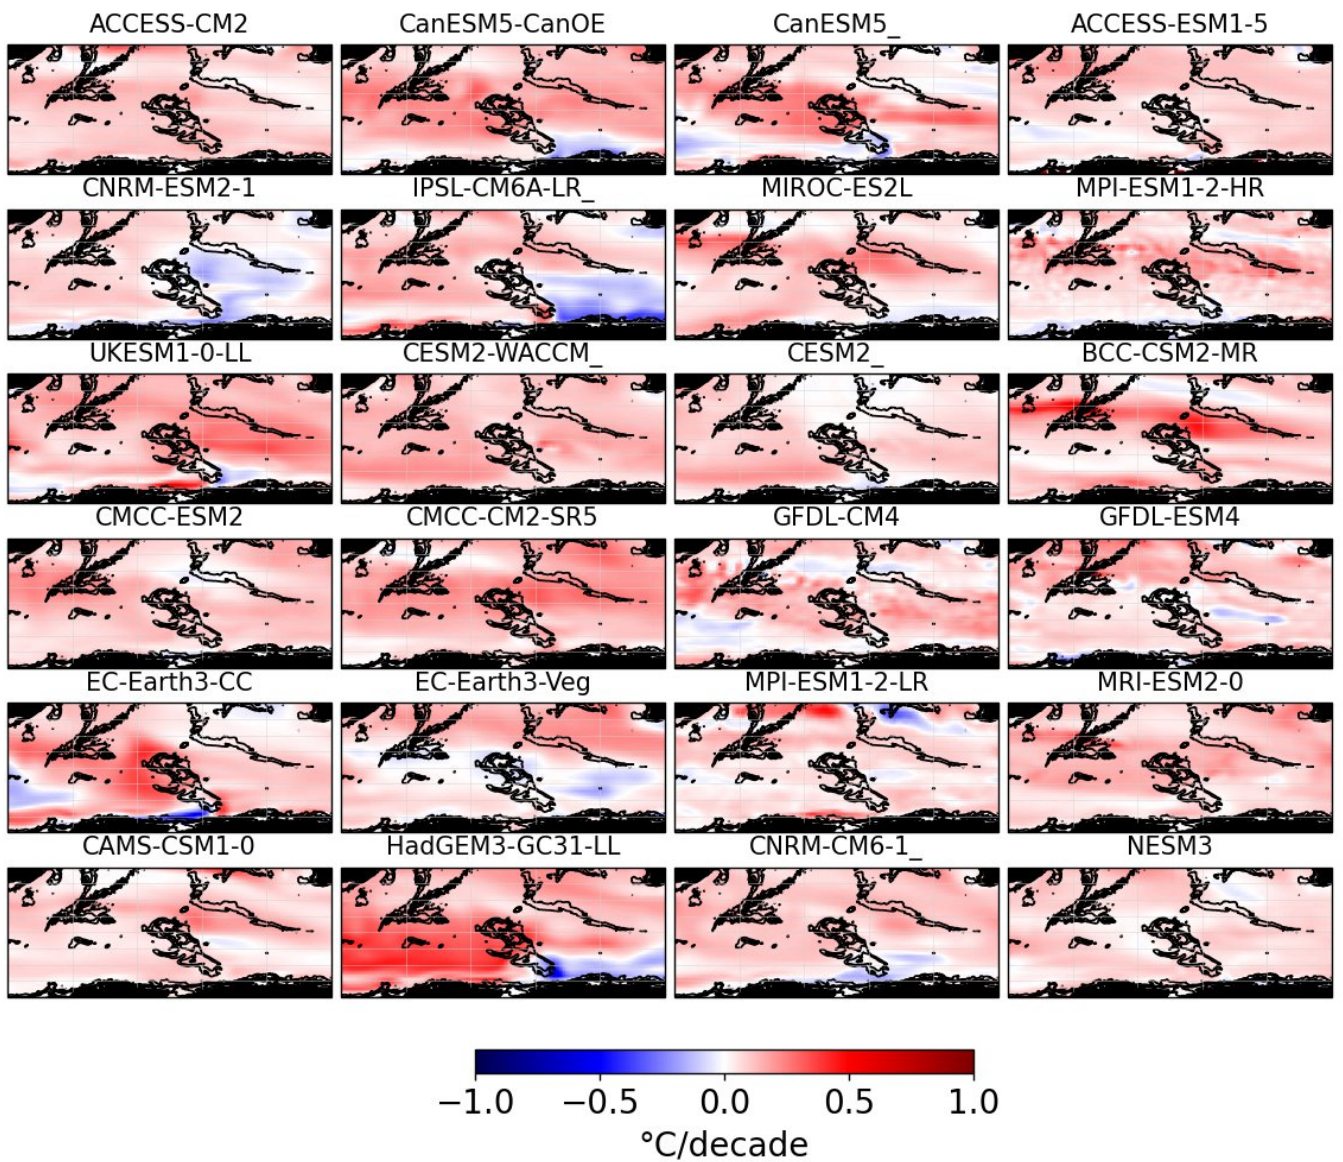 ACCESS-CM2 CanESM5-CanOE CanESM5_ ACCESS-ESM1-5
CNRM-ESM2-1 IPSL-CM6A-LR_ MIROC-ES2L MPI-ESM1-2-HR
UKESM1-0-LL CESM2-WACCM_ CESM2_ BCC-CSM2-MR
CMCC-ESM2 CMCC-CM2-SR5 GFDL-CM4 GFDL-ESM4
EC-Earth3-CC EC-Earth3-Veg MPI-ESM1-2-LR MRI-ESM2-0
CAMS-CSM1-0 HadGEM3-GC31-LL CNRM-CM6-1_ NESM3
−1.0 −0.5 0.0 0.5 1.0
°C/decade